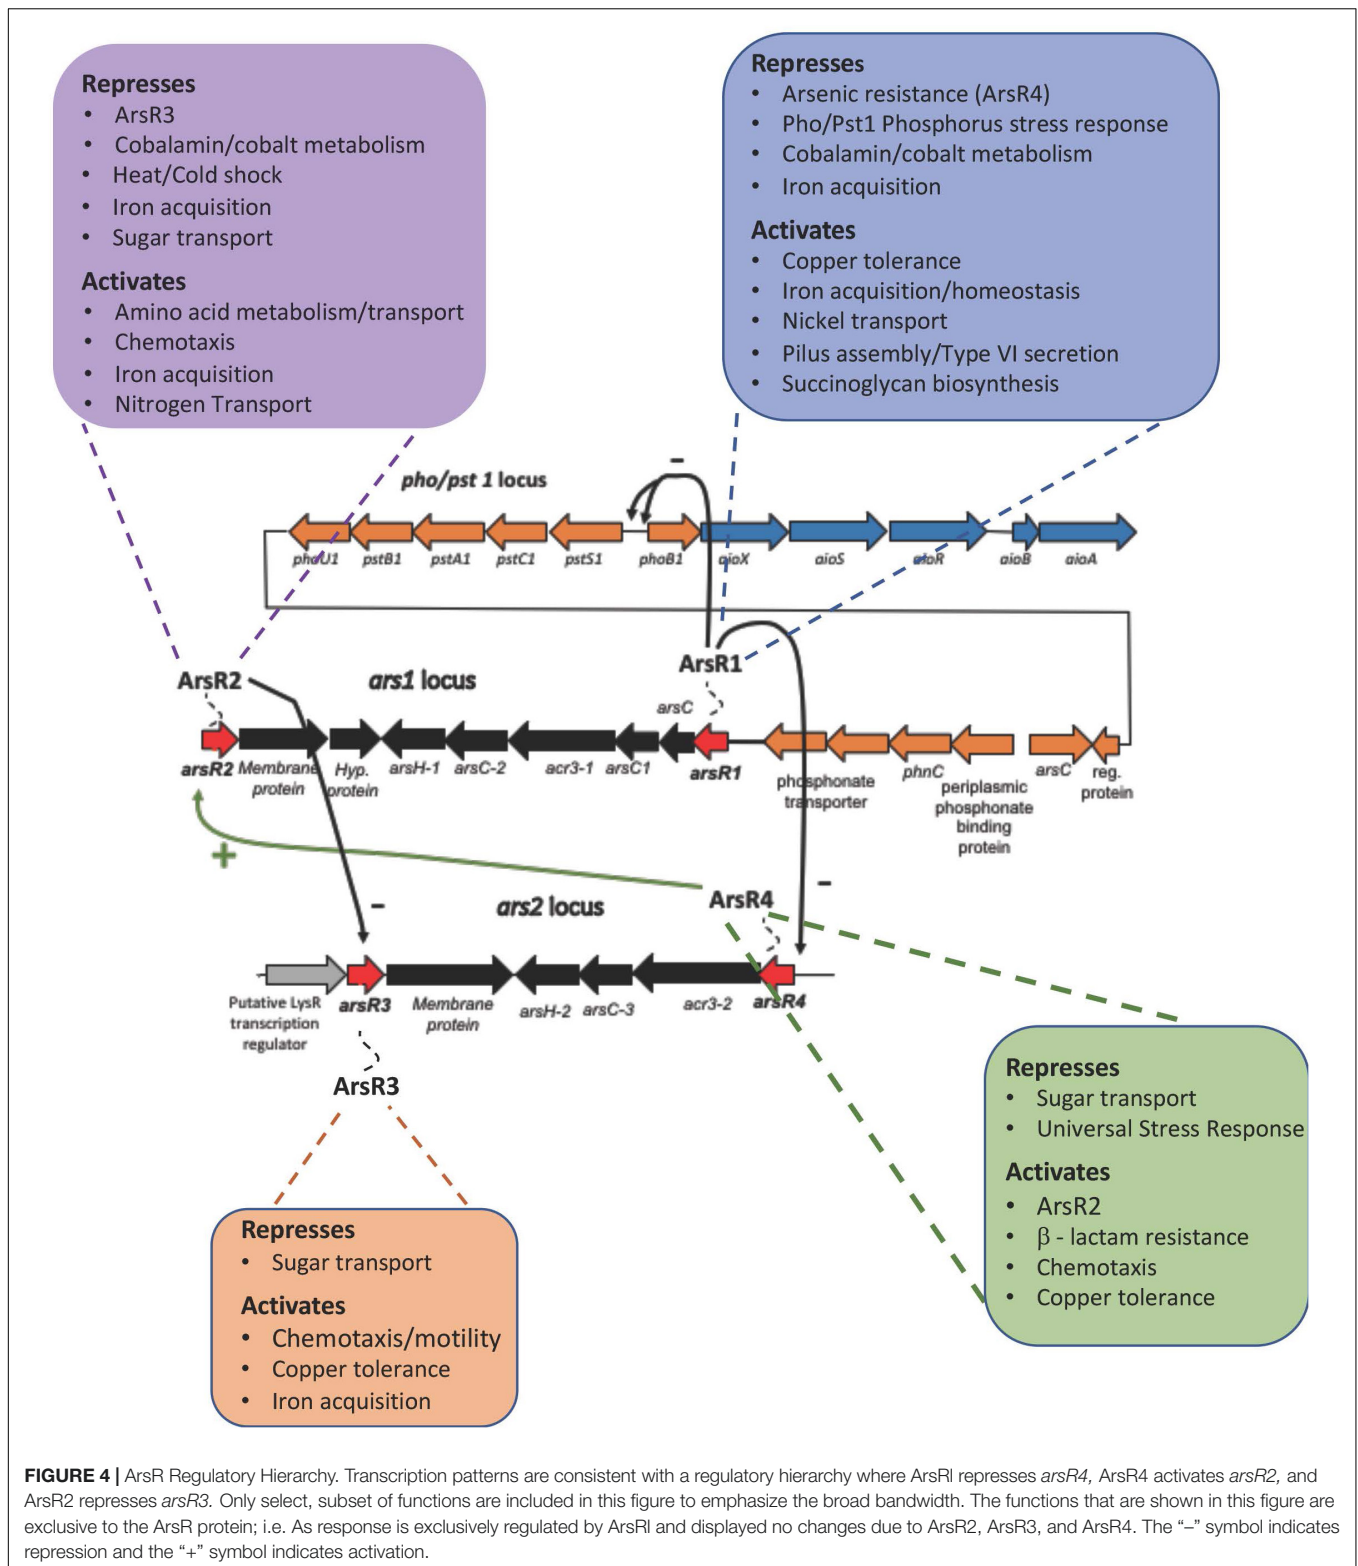 Represses
• ArsR3
• Cobalamin/cobalt metabolism
• Heat/Cold shock
• Iron acquisition
• Sugar transport
Activates
• Amino acid metabolism/transport
• Chemotaxis
• Iron acquisition
• Nitrogen Transport
Represses
• Arsenic resistance (ArsR4)
• Pho/Pst1 Phosphorus stress response
• Cobalamin/cobalt metabolism
• Iron acquisition
Activates
• Copper tolerance
• Iron acquisition/homeostasis
• Nickel transport
• Pilus assembly/Type VI secretion
• Succinoglycan biosynthesis
pho/pst 1 locus
–
phoU1 pstB1 pstA1 pstC1 pstS1 phoB1 aioX aioS aioR aioB aioA
ArsR2
ars1 locus
ArsR1
arsC
arsR2 Membrane protein Hyp. protein arsH-1 arsC-2 acr3-1 arsC1 arsR1
phosphonate transporter
phnC
periplasmic phosphonate binding protein
arsC
reg. protein
+
–
ars2 locus
ArsR4
–
Putative LysR
transcription
regulator
arsR3 Membrane protein arsH-2 arsC-3 acr3-2 arsR4
ArsR3
Represses
• Sugar transport
• Universal Stress Response
Activates
• ArsR2
• β - lactam resistance
• Chemotaxis
• Copper tolerance
Represses
• Sugar transport
Activates
• Chemotaxis/motility
• Copper tolerance
• Iron acquisition
FIGURE 4 | ArsR Regulatory Hierarchy. Transcription patterns are consistent with a regulatory hierarchy where ArsRl represses arsR4, ArsR4 activates arsR2, and
ArsR2 represses arsR3. Only select, subset of functions are included in this figure to emphasize the broad bandwidth. The functions that are shown in this figure are
exclusive to the ArsR protein; i.e. As response is exclusively regulated by ArsRl and displayed no changes due to ArsR2, ArsR3, and ArsR4. The “–” symbol indicates
repression and the “+” symbol indicates activation.